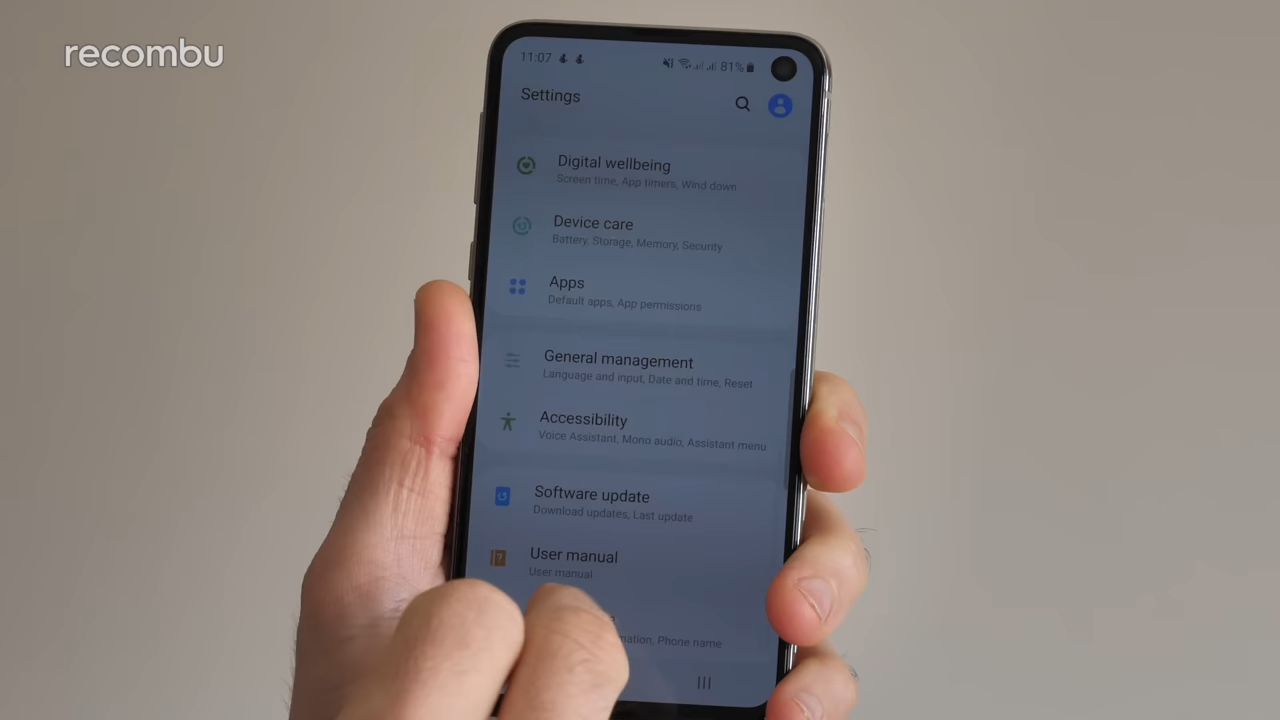 recombu
11:07
81%
Settings
Digital wellbeing
Screen time, App timers, Wind down
Device care
Battery, Storage, Memory, Security
Apps
Default apps, App permissions
General management
Language and input, Date and time, Reset
Accessibility
Voice Assistant, Mono audio, Assistant menu
Software update
Download updates, Last update
User manual
User manual
Phone name